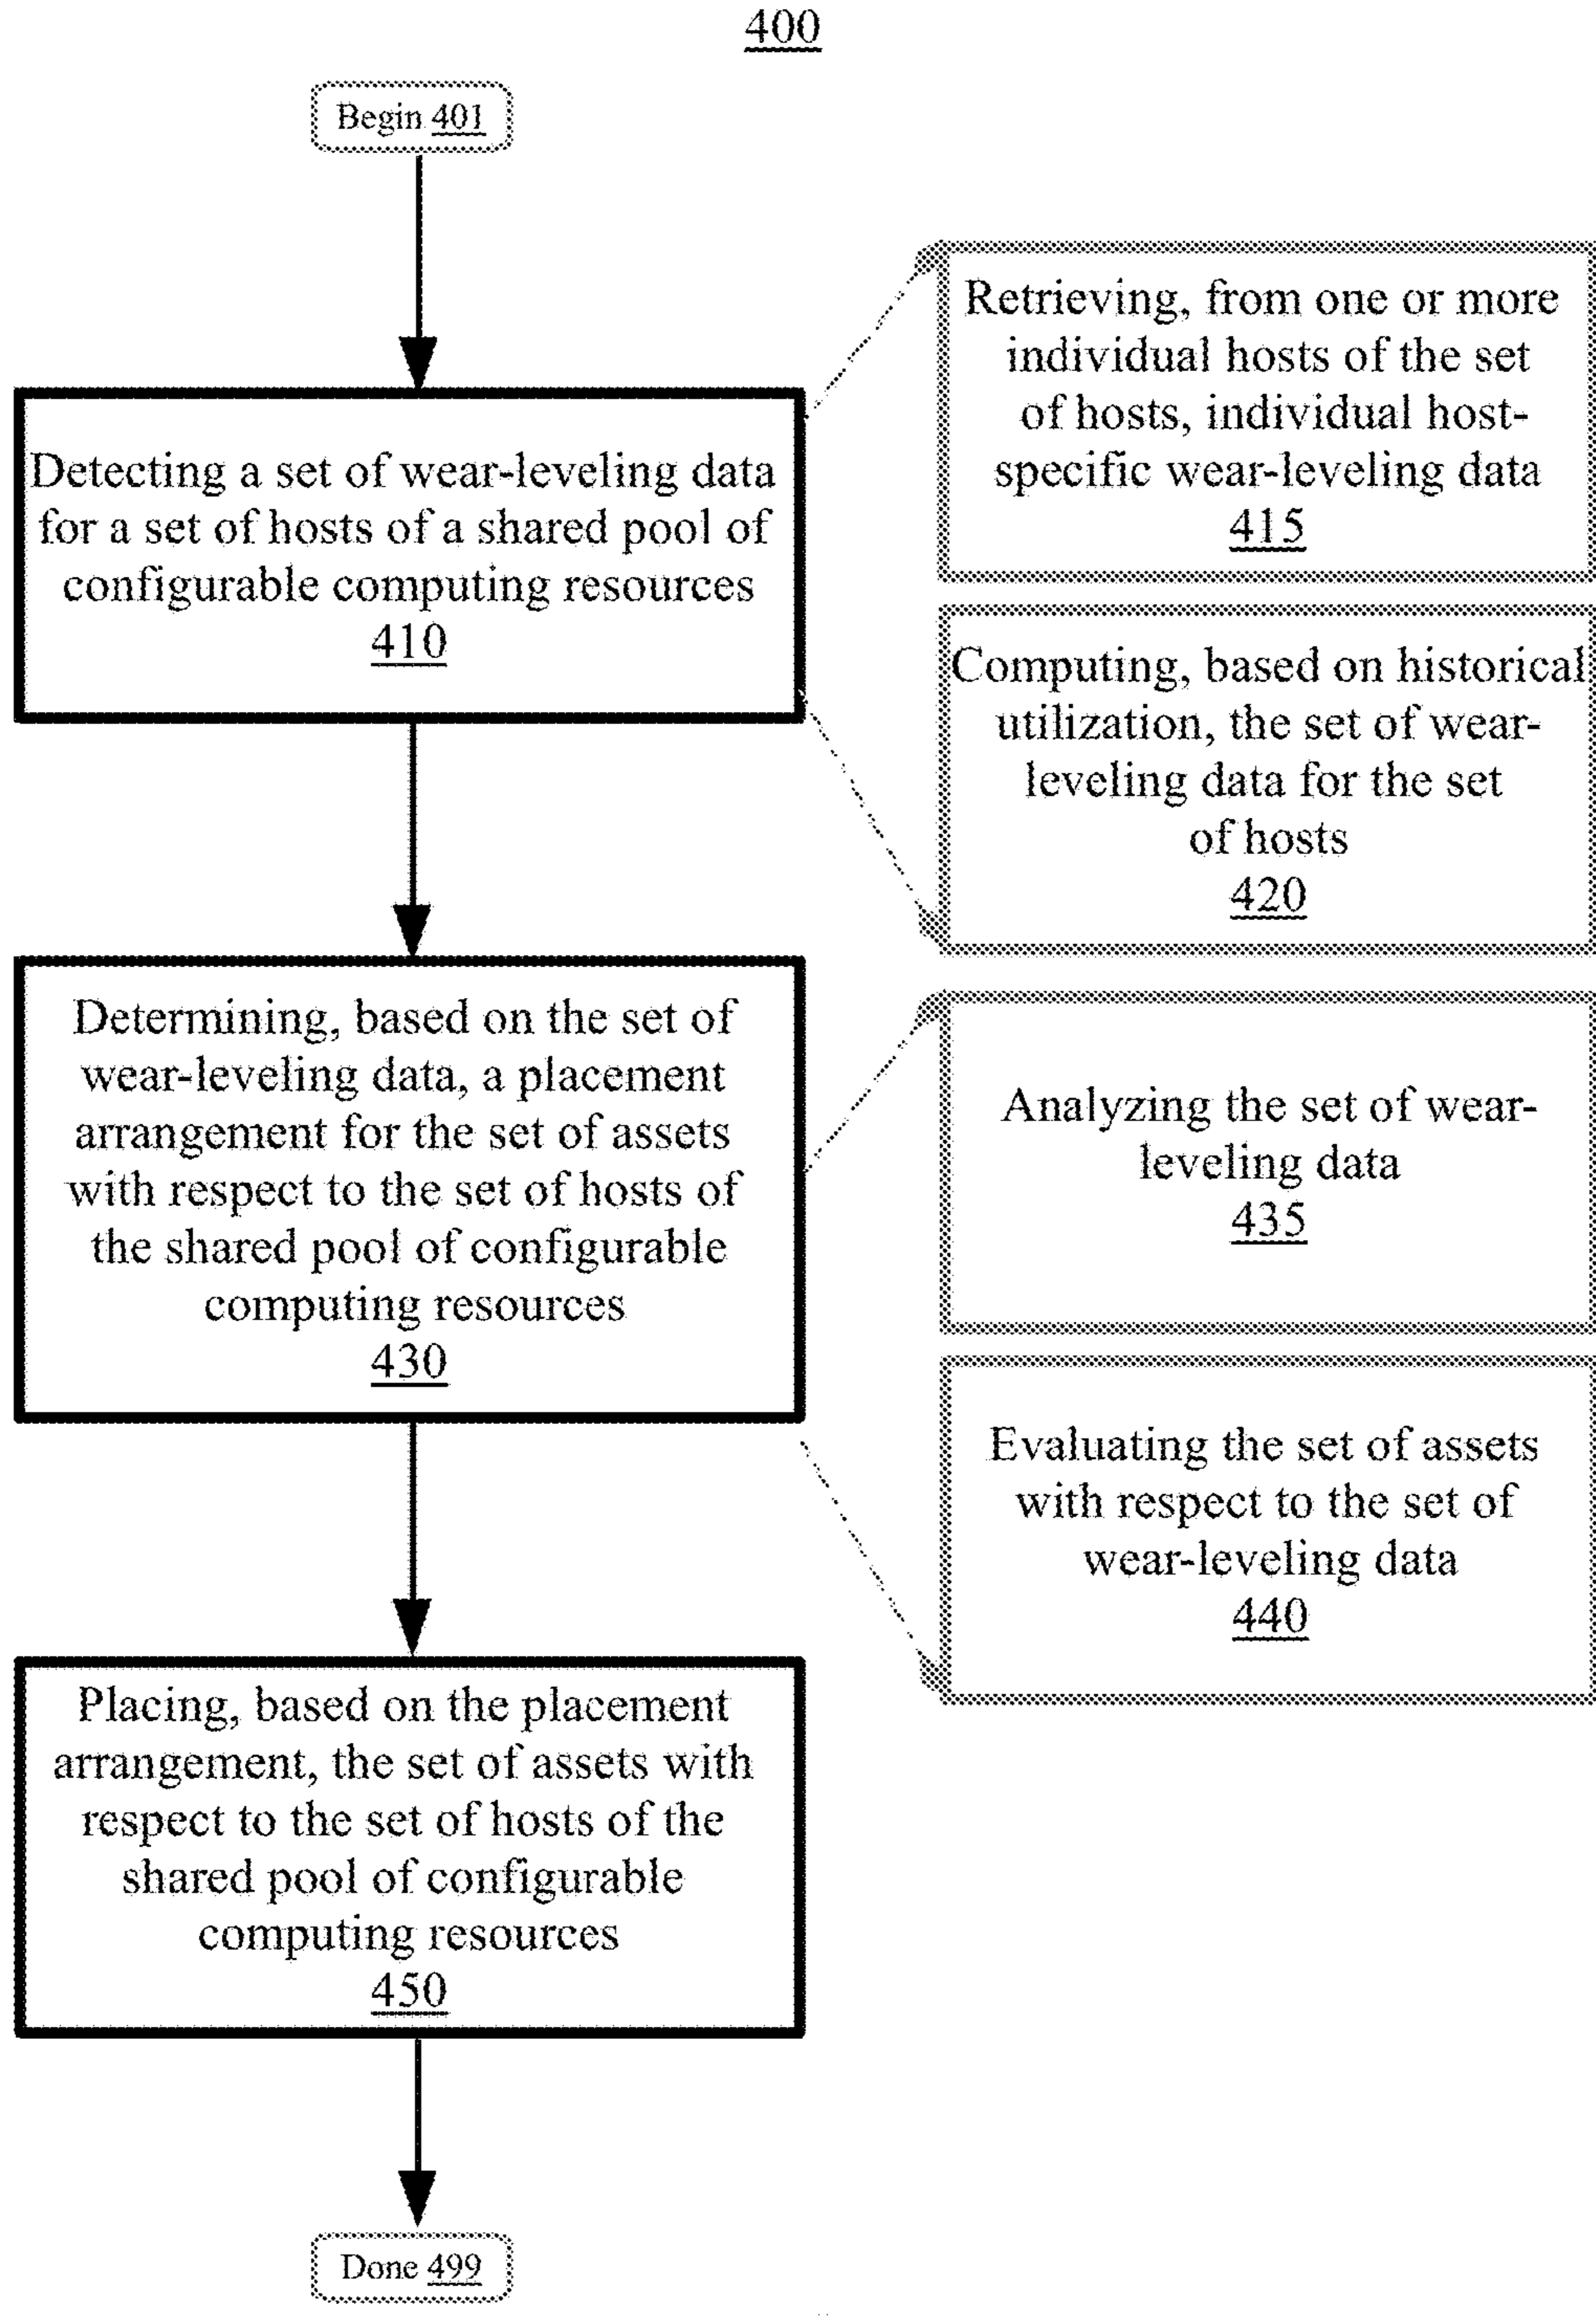 400
Begin 401
Detecting a set of wear-leveling data
for a set of hosts of a shared pool of
configurable computing resources
410
Retrieving, from one or more
individual hosts of the set
of hosts, individual host-
specific wear-leveling data
415
Computing, based on historical
utilization, the set of wear-
leveling data for the set
of hosts
420
Determining, based on the set of
wear-leveling data, a placement
arrangement for the set of assets
with respect to the set of hosts of
the shared pool of configurable
computing resources
430
Analyzing the set of wear-
leveling data
435
Evaluating the set of assets
with respect to the set of
wear-leveling data
440
Placing, based on the placement
arrangement, the set of assets with
respect to the set of hosts of the
shared pool of configurable
computing resources
450
Done 499